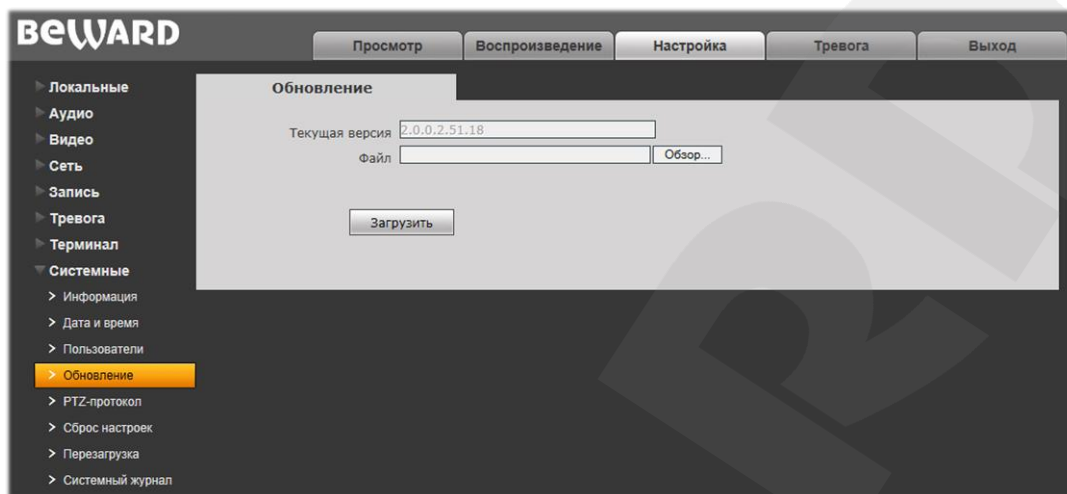 BEWARD
Просмотр Воспроизведение Настройка Тревога Выход
Локальные
Аудио
Видео
Сеть
Запись
Тревога
Терминал
Системные
Информация
Дата и время
Пользователи
Обновление
PTZ-протокол
Сброс настроек
Перезагрузка
Системный журнал
Обновление
Текущая версия 2.0.0.2.51.18
Файл Обзор...
Загрузить